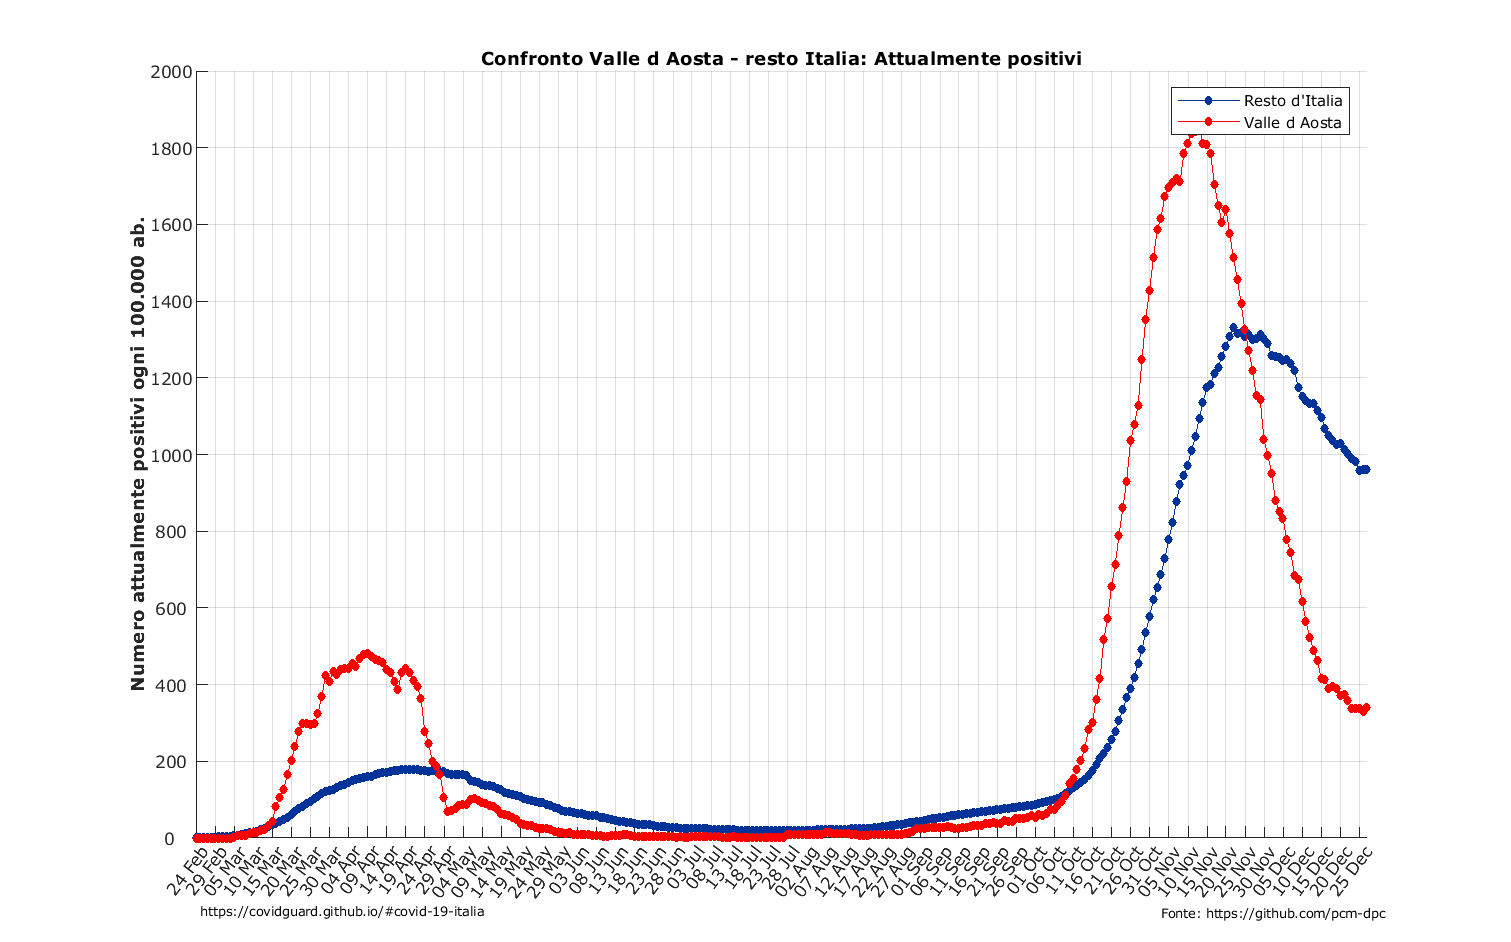 Confronto Valle d Aosta - resto Italia: Attualmente positivi
Resto d'Italia
Valle d Aosta
Numero attualmente positivi ogni 100.000 ab.
2000
1800
1600
1400
1200
1000
800
600
400
200
0
24 Feb
29 Feb
05 Mar
10 Mar
15 Mar
20 Mar
25 Mar
30 Mar
04 Apr
09 Apr
14 Apr
19 Apr
24 Apr
29 Apr
04 May
09 May
14 May
19 May
24 May
29 May
03 Jun
08 Jun
13 Jun
18 Jun
23 Jun
28 Jun
03 Jul
08 Jul
13 Jul
18 Jul
23 Jul
28 Jul
02 Aug
07 Aug
12 Aug
17 Aug
22 Aug
27 Aug
01 Sep
06 Sep
11 Sep
16 Sep
21 Sep
26 Sep
01 Oct
06 Oct
11 Oct
16 Oct
21 Oct
26 Oct
31 Oct
05 Nov
10 Nov
15 Nov
20 Nov
25 Nov
30 Nov
05 Dec
10 Dec
15 Dec
20 Dec
25 Dec
https://covidguard.github.io/#covid-19-italia
Fonte: https://github.com/pcm-dpc